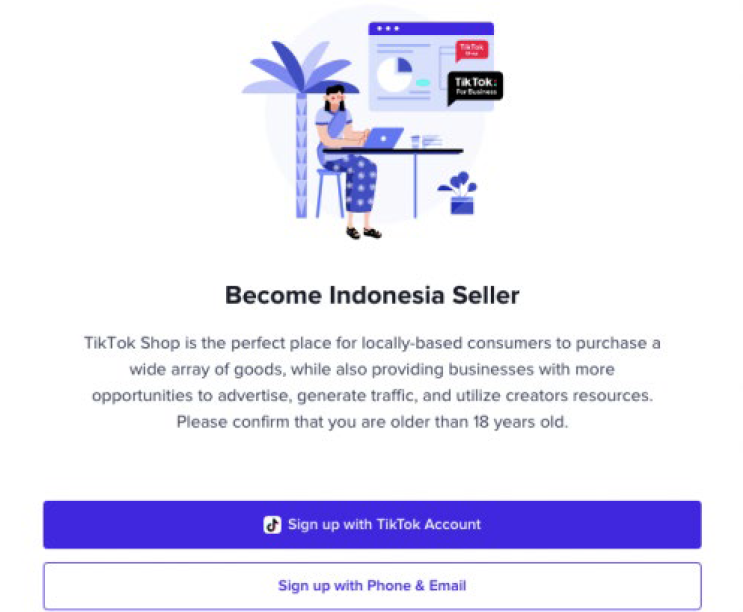 TikTok
Shop
TikTok:
For Business
Become Indonesia Seller
TikTok Shop is the perfect place for locally-based consumers to purchase a
wide array of goods, while also providing businesses with more
opportunities to advertise, generate traffic, and utilize creators resources.
Please confirm that you are older than 18 years old.
Sign up with TikTok Account
Sign up with Phone & Email